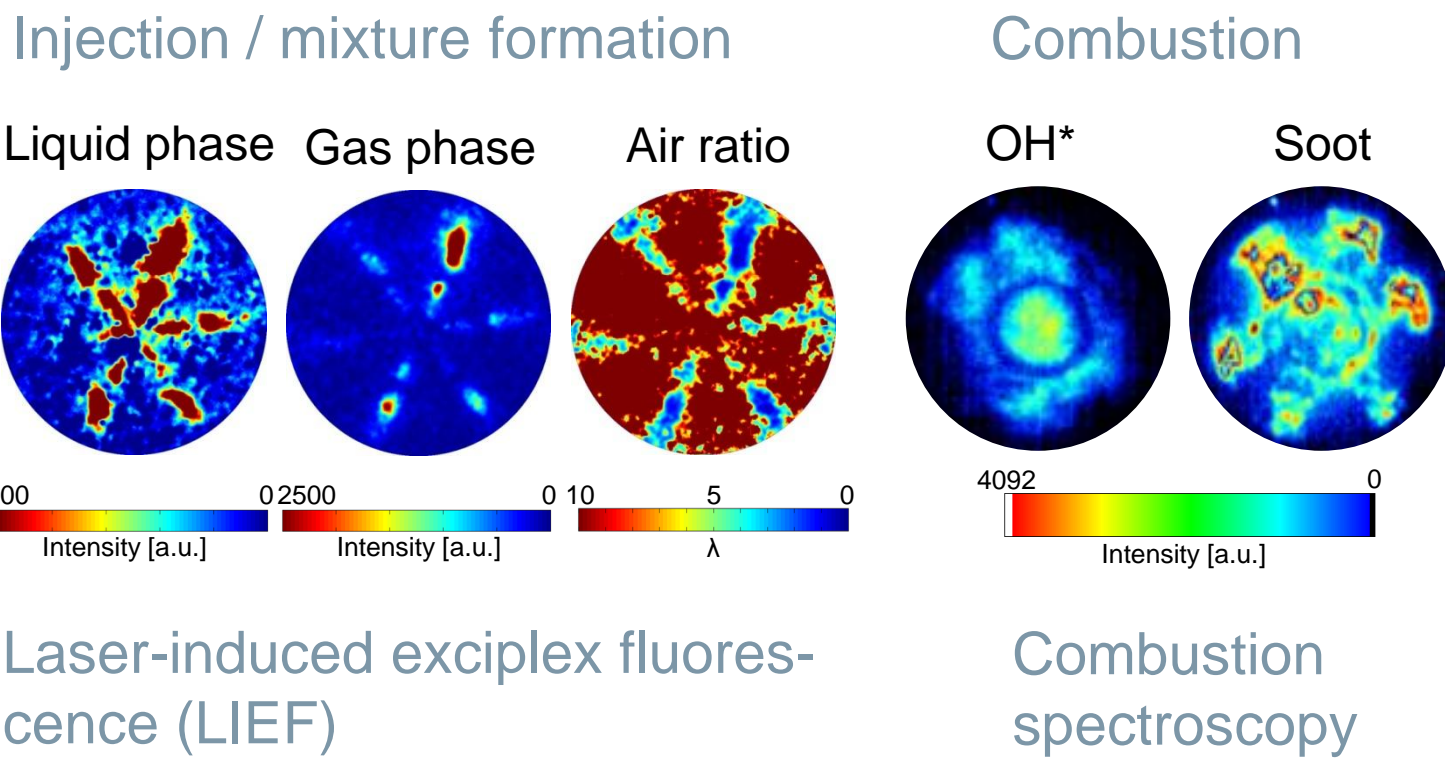 Injection / mixture formation
Combustion
Liquid phase
Gas phase
Air ratio
OH*
Soot
00
0
2500
0
10
5
0
4092
0
Intensity [a.u.]
Intensity [a.u.]
λ
Intensity [a.u.]
Laser-induced exciplex fluores-
cence (LIEF)
Combustion
spectroscopy